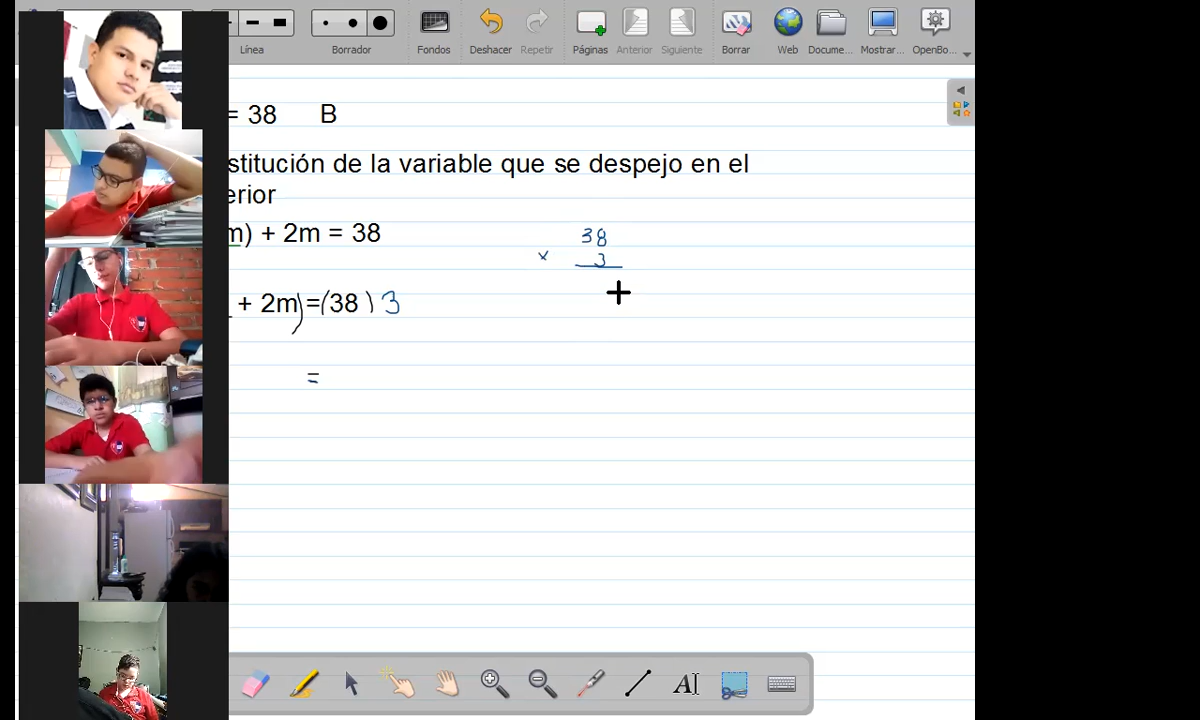 Línea Borrador Fondos Deshacer Repetir Páginas Anterior Siguiente Borrar Web Docume... Mostrar... OpenBo...
= 38 B
stitución de la variable que se despejo en el
erior
m) + 2m = 38
38
× 3
+ 2m) = (38) 3
=
AI